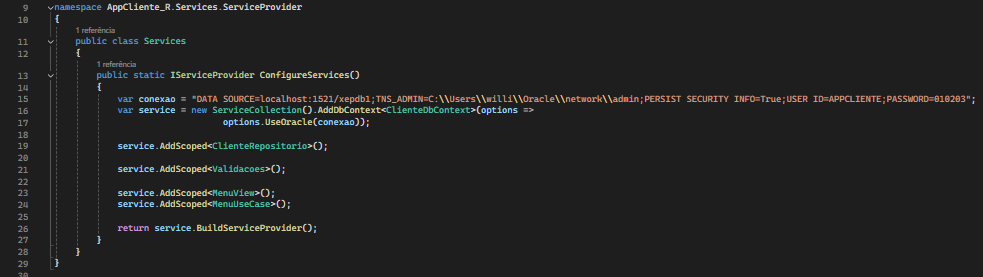 9 namespace AppCliente_R.Services.ServiceProvider
10 {
1 referência
11 public class Services
12 {
1 referência
13 public static IServiceProvider ConfigureServices()
14 {
15 var conexao = "DATA SOURCE=localhost:1521/xepdb1;TNS_ADMIN=C:\\Users\\willi\\Oracle\\network\\admin;PERSIST SECURITY INFO=True;USER ID=APPCLIENTE;PASSWORD=010203";
16 var service = new ServiceCollection().AddDbContext<ClienteDbContext>(options =>
17 options.UseOracle(conexao));
18
19 service.AddScoped<ClienteRepositorio>();
20
21 service.AddScoped<Validacoes>();
22
23 service.AddScoped<MenuView>();
24 service.AddScoped<MenuUseCase>();
25
26 return service.BuildServiceProvider();
27 }
28 }
29 }
30